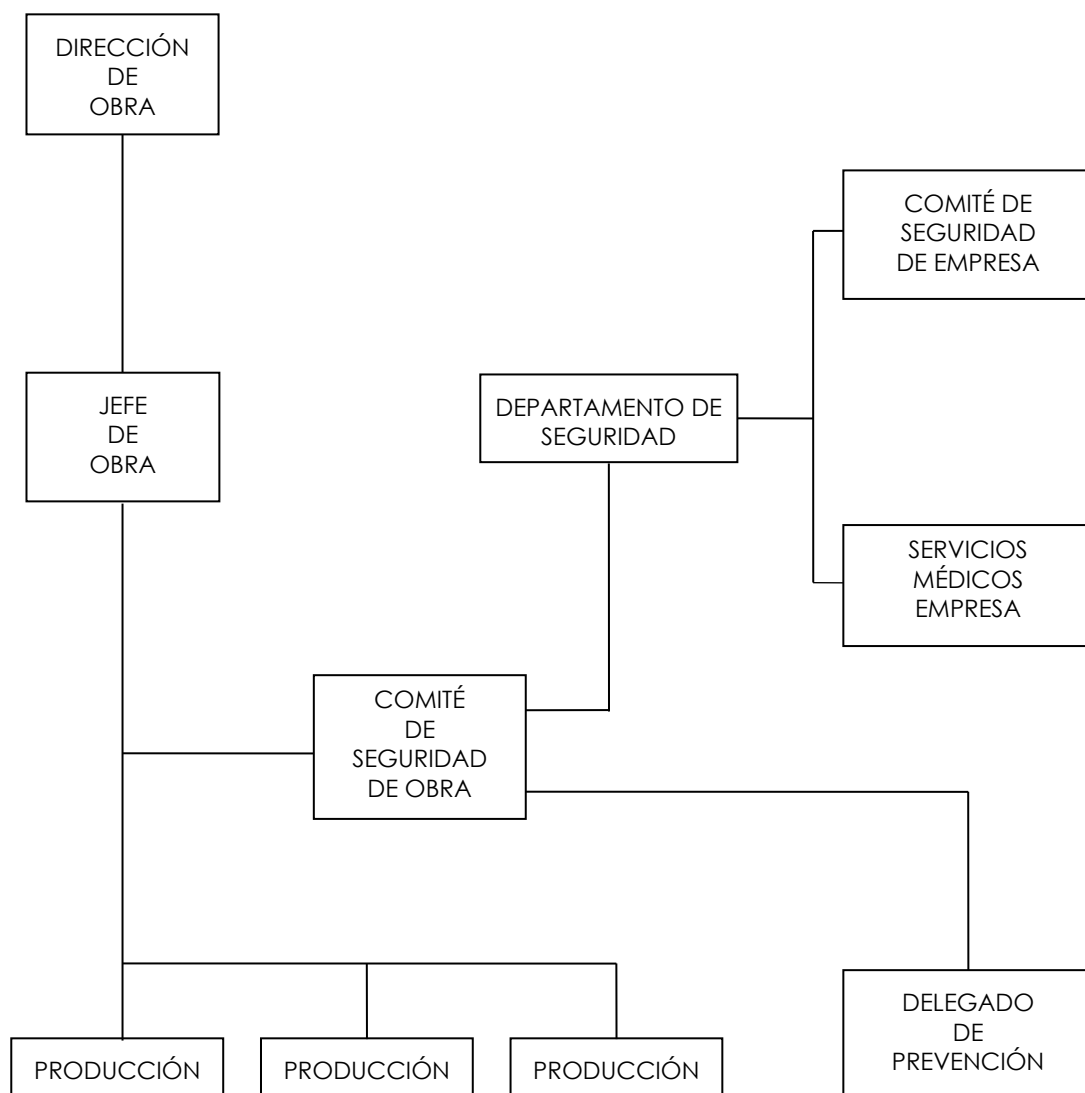 DIRECCIÓN
DE
OBRA
COMITÉ DE
SEGURIDAD
DE EMPRESA
JEFE
DE
OBRA
DEPARTAMENTO DE
SEGURIDAD
SERVICIOS
MÉDICOS
EMPRESA
COMITÉ
DE
SEGURIDAD
DE OBRA
DELEGADO
DE
PREVENCIÓN
PRODUCCIÓN
PRODUCCIÓN
PRODUCCIÓN